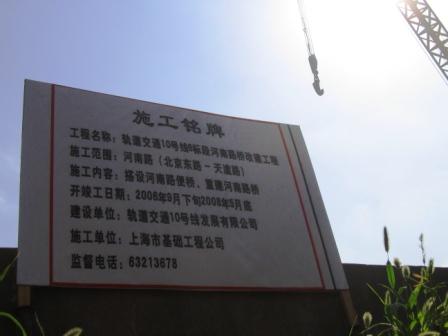 施工铭牌
工程名称：轨道交通10号线6标段河南路桥改建工程
施工范围：河南路（北京东路－天潼路）
施工内容：搭设河南路便桥、重建河南路桥
开竣工日期：2006年9月下旬2008年5月底
建设单位：轨道交通10号线发展有限公司
施工单位：上海市基础工程公司
监督电话：63213678